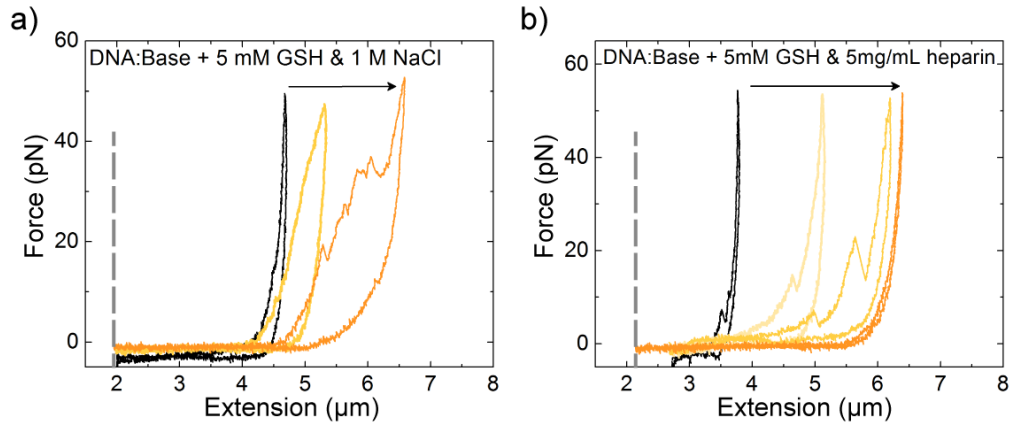 a)
DNA:Base + 5 mM GSH & 1 M NaCl
60
40
20
0
Force (pN)
2 3 4 5 6 7 8
Extension (µm)
b)
DNA:Base + 5mM GSH & 5mg/mL heparin
60
40
20
0
Force (pN)
2 3 4 5 6 7 8
Extension (µm)